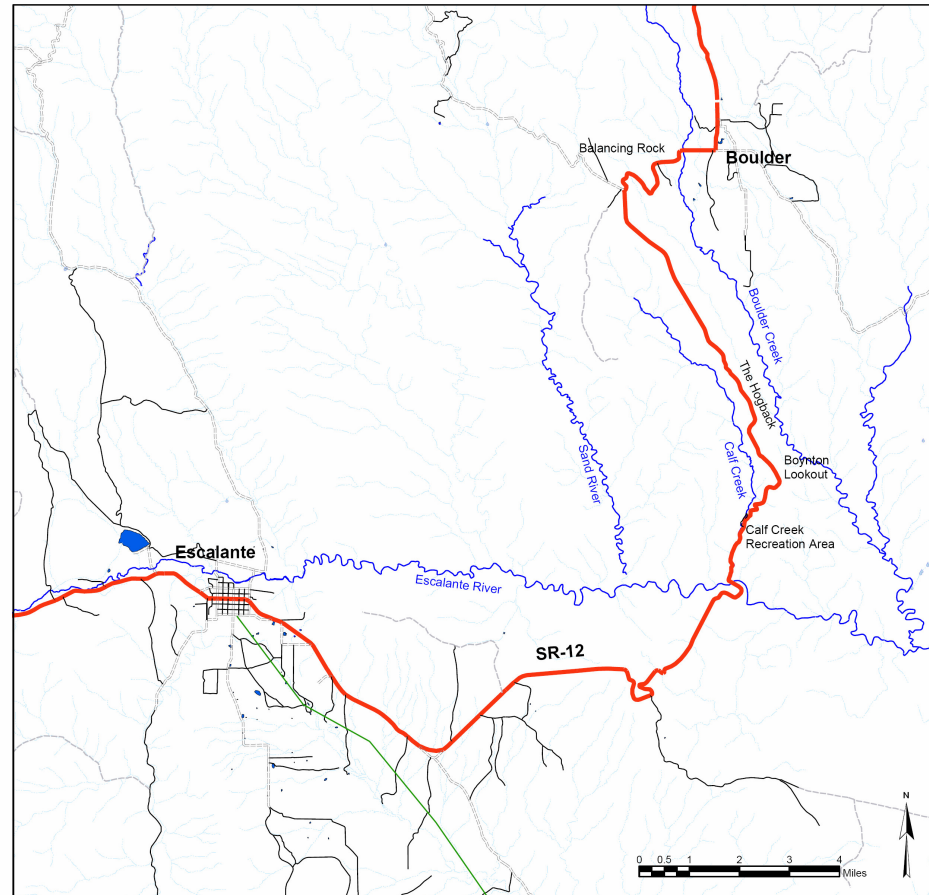 Balancing Rock
Boulder
Boulder Creek
The Hogback
Sand River
Calf Creek
Boynton
Lookout
Calf Creek
Recreation Area
Escalante
Escalante River
SR-12
N
0 0.5 1 2 3 4
Miles